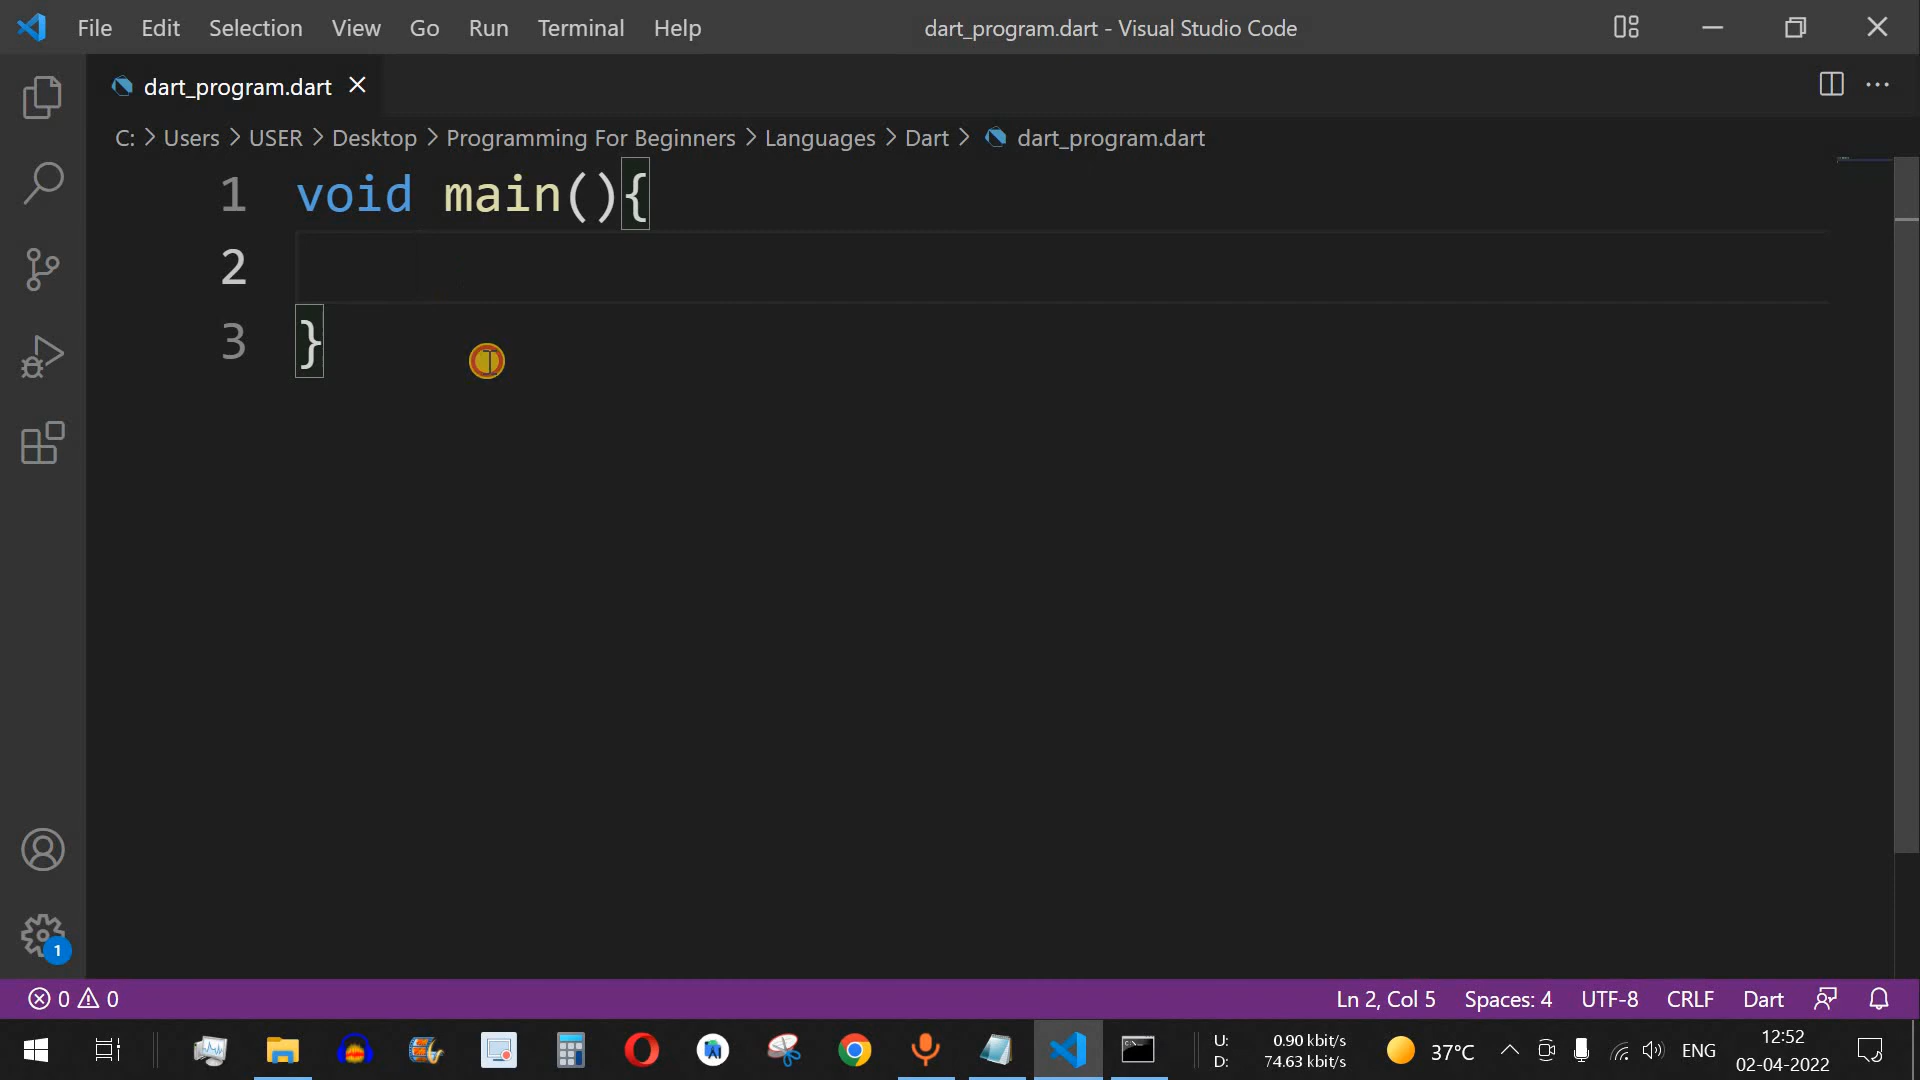 File Edit Selection View Go Run Terminal Help dart_program.dart - Visual Studio Code
dart_program.dart
C: > Users > USER > Desktop > Programming For Beginners > Languages > Dart > dart_program.dart
1 void main(){
2
3 }
1
0 0 Ln 2, Col 5 Spaces: 4 UTF-8 CRLF Dart
U: 0.90 kbit/s
D: 74.63 kbit/s
37°C ENG
12:52
02-04-2022